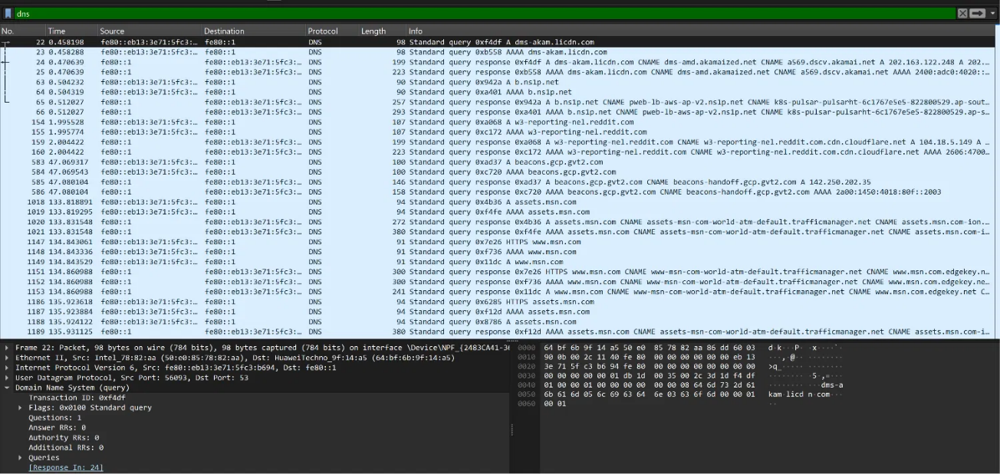 dns
No. Time Source Destination Protocol Length Info
22 0.458198 fe80::eb13:3e71:5fc3:… fe80::1 DNS 98 Standard query 0xf4df A dms-akam.licdn.com
23 0.458288 fe80::eb13:3e71:5fc3:… fe80::1 DNS 98 Standard query 0xb558 AAAA dms-akam.licdn.com
24 0.470639 fe80::1 fe80::eb13:3e71:5fc3:… DNS 199 Standard query response 0xf4df A dms-akam.licdn.com CNAME dms-amd.akamaized.net CNAME a569.dscv.akamai.net A 202.163.122.248 A 202…
25 0.470639 fe80::1 fe80::eb13:3e71:5fc3:… DNS 223 Standard query response 0xb558 AAAA dms-akam.licdn.com CNAME dms-amd.akamaized.net CNAME a569.dscv.akamai.net AAAA 2400:adc0:4020::…
63 0.504232 fe80::eb13:3e71:5fc3:… fe80::1 DNS 90 Standard query 0x942a A b.ns1p.net
64 0.504319 fe80::eb13:3e71:5fc3:… fe80::1 DNS 90 Standard query 0xa401 AAAA b.ns1p.net
65 0.512027 fe80::1 fe80::eb13:3e71:5fc3:… DNS 257 Standard query response 0x942a A b.ns1p.net CNAME pweb-lb-aws-ap-v2.ns1p.net CNAME k8s-pulsar-pulsarht-6c1767e5e5-822800529.ap-sout…
66 0.512027 fe80::1 fe80::eb13:3e71:5fc3:… DNS 293 Standard query response 0xa401 AAAA b.ns1p.net CNAME pweb-lb-aws-ap-v2.ns1p.net CNAME k8s-pulsar-pulsarht-6c1767e5e5-822800529.ap-s…
154 1.995528 fe80::eb13:3e71:5fc3:… fe80::1 DNS 107 Standard query 0xa068 A w3-reporting-nel.reddit.com
155 1.995774 fe80::eb13:3e71:5fc3:… fe80::1 DNS 107 Standard query 0xc172 AAAA w3-reporting-nel.reddit.com
159 2.004422 fe80::1 fe80::eb13:3e71:5fc3:… DNS 199 Standard query response 0xa068 A w3-reporting-nel.reddit.com CNAME w3-reporting-nel.reddit.com.cdn.cloudflare.net A 104.18.5.149 A …
160 2.004422 fe80::1 fe80::eb13:3e71:5fc3:… DNS 223 Standard query response 0xc172 AAAA w3-reporting-nel.reddit.com CNAME w3-reporting-nel.reddit.com.cdn.cloudflare.net AAAA 2606:4700…
583 47.069317 fe80::eb13:3e71:5fc3:… fe80::1 DNS 100 Standard query 0xad37 A beacons.gcp.gvt2.com
584 47.069543 fe80::eb13:3e71:5fc3:… fe80::1 DNS 100 Standard query 0xc720 AAAA beacons.gcp.gvt2.com
585 47.080104 fe80::1 fe80::eb13:3e71:5fc3:… DNS 146 Standard query response 0xad37 A beacons.gcp.gvt2.com CNAME beacons-handoff.gcp.gvt2.com A 142.250.202.35
586 47.080104 fe80::1 fe80::eb13:3e71:5fc3:… DNS 158 Standard query response 0xc720 AAAA beacons.gcp.gvt2.com CNAME beacons-handoff.gcp.gvt2.com AAAA 2a00:1450:4018:80f::2003
1018 133.818891 fe80::eb13:3e71:5fc3:… fe80::1 DNS 94 Standard query 0x4b36 A assets.msn.com
1019 133.819295 fe80::eb13:3e71:5fc3:… fe80::1 DNS 94 Standard query 0xf4fe AAAA assets.msn.com
1020 133.831548 fe80::1 fe80::eb13:3e71:5fc3:… DNS 272 Standard query response 0x4b36 A assets.msn.com CNAME assets-msn-com-world-atm-default.trafficmanager.net CNAME assets.msn.com-ion…
1021 133.831548 fe80::1 fe80::eb13:3e71:5fc3:… DNS 380 Standard query response 0xf4fe AAAA assets.msn.com CNAME assets-msn-com-world-atm-default.trafficmanager.net CNAME assets.msn.com-i…
1147 134.843061 fe80::eb13:3e71:5fc3:… fe80::1 DNS 91 Standard query 0x7e26 HTTPS www.msn.com
1148 134.843336 fe80::eb13:3e71:5fc3:… fe80::1 DNS 91 Standard query 0xf736 AAAA www.msn.com
1149 134.843529 fe80::eb13:3e71:5fc3:… fe80::1 DNS 91 Standard query 0x11dc A www.msn.com
1151 134.860988 fe80::1 fe80::eb13:3e71:5fc3:… DNS 300 Standard query response 0x7e26 HTTPS www.msn.com CNAME www-msn-com-world-atm-default.trafficmanager.net CNAME www.msn.com.edgekey.n…
1152 134.860988 fe80::1 fe80::eb13:3e71:5fc3:… DNS 300 Standard query response 0xf736 AAAA www.msn.com CNAME www-msn-com-world-atm-default.trafficmanager.net CNAME www.msn.com.edgekey.ne…
1153 134.860988 fe80::1 fe80::eb13:3e71:5fc3:… DNS 241 Standard query response 0x11dc A www.msn.com CNAME www-msn-com-world-atm-default.trafficmanager.net CNAME www.msn.com.edgekey.net C…
1186 135.923618 fe80::eb13:3e71:5fc3:… fe80::1 DNS 94 Standard query 0x6285 HTTPS assets.msn.com
1187 135.923884 fe80::eb13:3e71:5fc3:… fe80::1 DNS 94 Standard query 0xf12d AAAA assets.msn.com
1188 135.924122 fe80::eb13:3e71:5fc3:… fe80::1 DNS 94 Standard query 0x8786 A assets.msn.com
1189 135.931125 fe80::1 fe80::eb13:3e71:5fc3:… DNS 380 Standard query response 0xf12d AAAA assets.msn.com CNAME assets-msn-com-world-atm-default.trafficmanager.net CNAME assets.msn.com-i…
Frame 22: Packet, 98 bytes on wire (784 bits), 98 bytes captured (784 bits) on interface \Device\NPF_{2483CA41-36
Ethernet II, Src: Intel_78:82:aa (50:e0:85:78:82:aa), Dst: HuaweiTechno_9f:14:a5 (64:bf:6b:9f:14:a5)
Internet Protocol Version 6, Src: fe80::eb13:3e71:5fc3:b694, Dst: fe80::1
User Datagram Protocol, Src Port: 56093, Dst Port: 53
Domain Name System (query)
Transaction ID: 0xf4df
Flags: 0x0100 Standard query
Questions: 1
Answer RRs: 0
Authority RRs: 0
Additional RRs: 0
Queries
[Response In: 24]
0000 64 bf 6b 9f 14 a5 50 e0 85 78 82 aa 86 dd 60 03 d·k···P· ·x····`·
0010 90 0b 00 2c 11 40 fe 80 00 00 00 00 00 00 eb 13 ···,·@·· ········
0020 3e 71 5f c3 b6 94 fe 80 00 00 00 00 00 00 00 00 >q_····· ········
0030 00 00 00 00 00 01 db 1d 00 35 00 2c 3d 1d f4 df ········ ·5·,=···
0040 01 00 00 01 00 00 00 00 00 00 08 64 6d 73 2d 61 ········ ···dms-a
0050 6b 61 6d 05 6c 69 63 64 6e 03 63 6f 6d 00 00 01 kam·licd n·com···
0060 00 01 ··